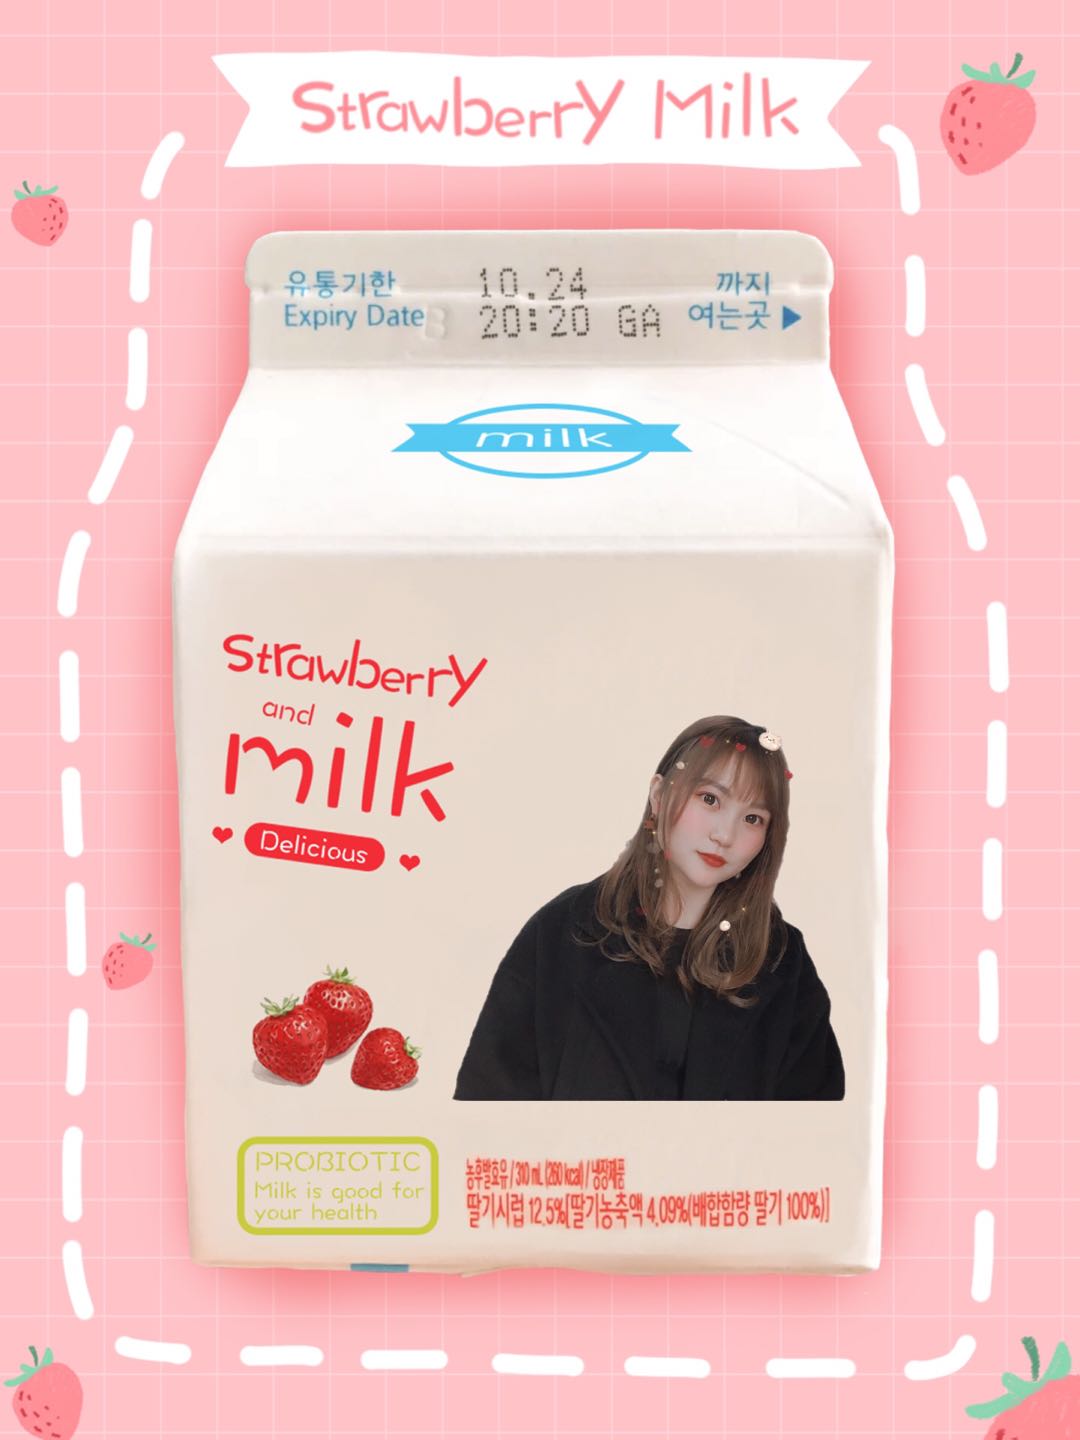 Strawberry Milk
유통기한 10.24 까지
Expiry Date 20:20 GA 여는곳 ▶
milk
Strawberry
and
milk
Delicious
PROBIOTIC
Milk is good for
your health
농후발효유 / 310 mL (260 kcal) / 냉장제품
딸기시럽 12.5%[딸기농축액 4.09%(배합함량 딸기 100%)]